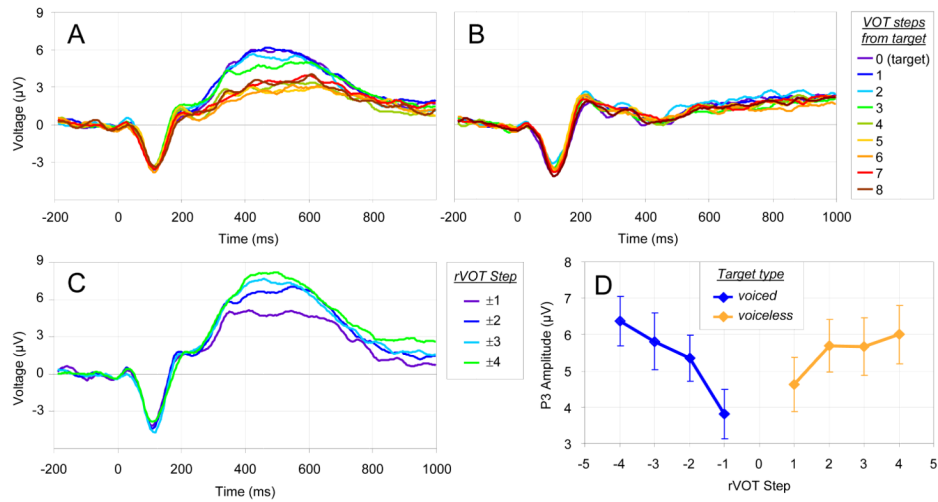 9
6
3
0
-3
Voltage (µV)
A
-200 0 200 400 600 800
Time (ms)
B
-200 0 200 400 600 800 1000
Time (ms)
VOT steps
from target
0 (target)
1
2
3
4
5
6
7
8
9
6
3
0
-3
Voltage (µV)
C
-200 0 200 400 600 800 1000
Time (ms)
rVOT Step
±1
±2
±3
±4
8
7
6
5
4
3
P3 Amplitude (µV)
D
Target type
voiced
voiceless
-5 -4 -3 -2 -1 0 1 2 3 4 5
rVOT Step